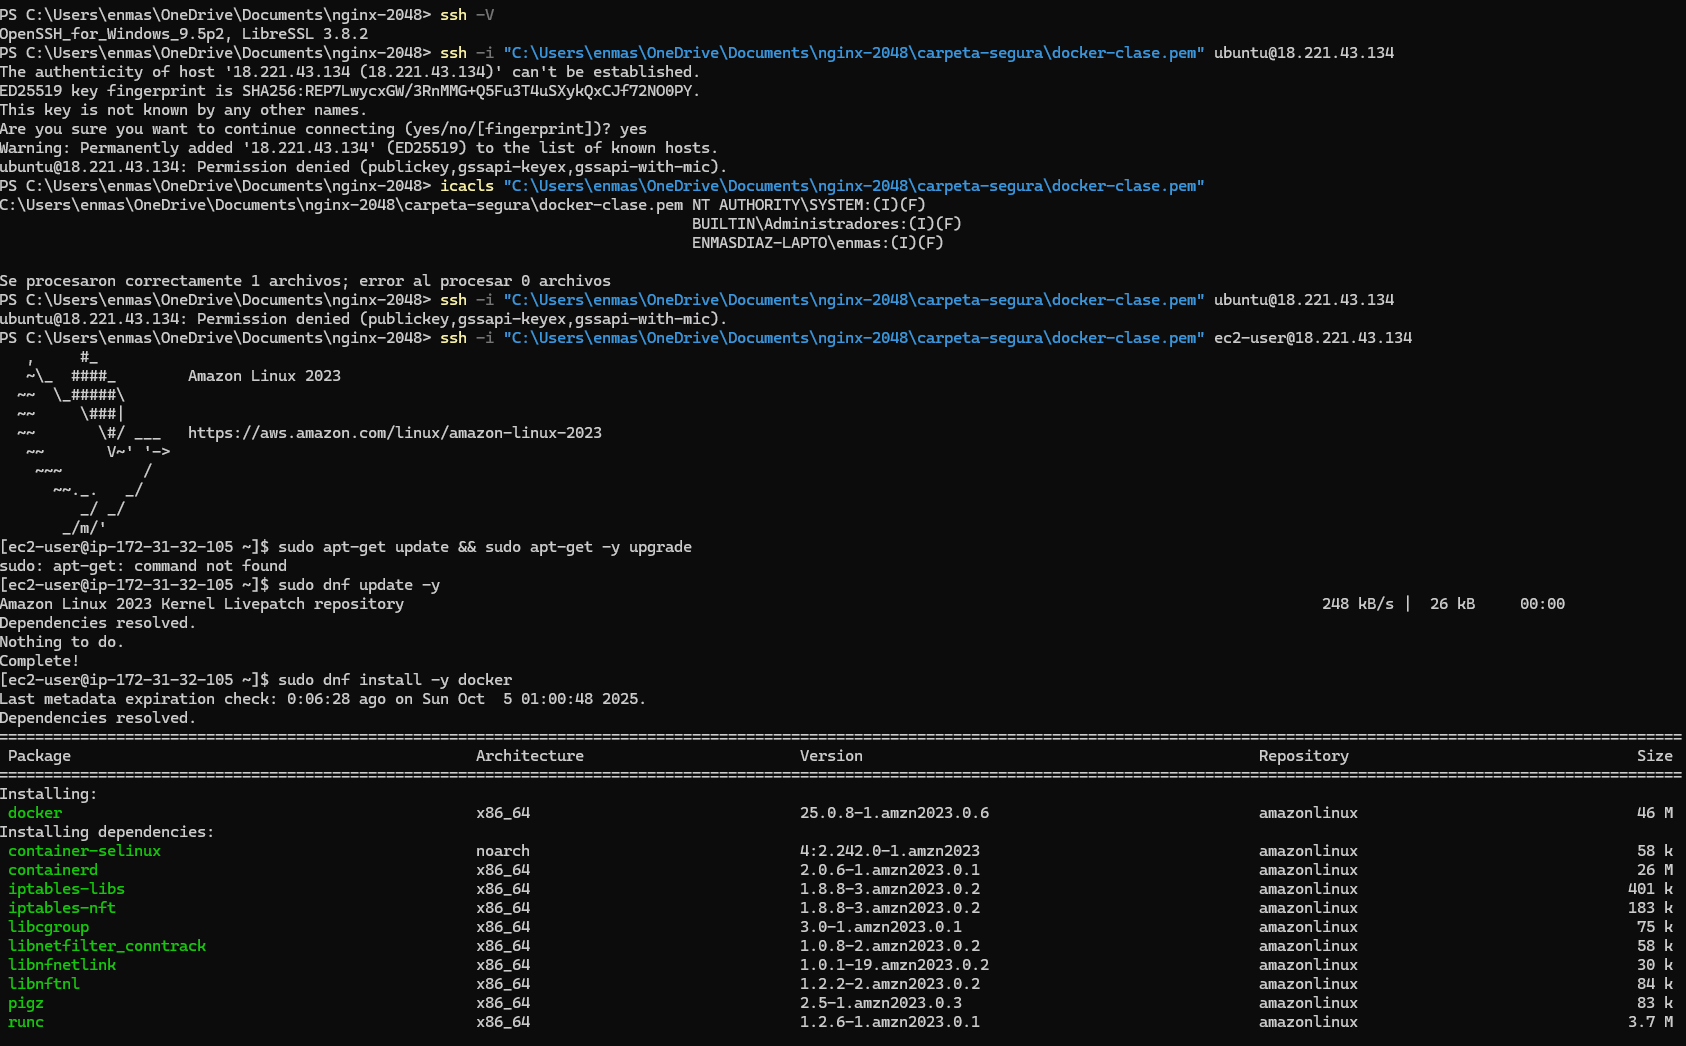 PS C:\Users\enmas\OneDrive\Documents\nginx-2048> ssh -V
OpenSSH_for_Windows_9.5p2, LibreSSL 3.8.2
PS C:\Users\enmas\OneDrive\Documents\nginx-2048> ssh -i "C:\Users\enmas\OneDrive\Documents\nginx-2048\carpeta-segura\docker-clase.pem" ubuntu@18.221.43.134
The authenticity of host '18.221.43.134 (18.221.43.134)' can't be established.
ED25519 key fingerprint is SHA256:REP7LwycxGW/3RnMMG+Q5Fu3T4uSXykQxCJf72NO0PY.
This key is not known by any other names.
Are you sure you want to continue connecting (yes/no/[fingerprint])? yes
Warning: Permanently added '18.221.43.134' (ED25519) to the list of known hosts.
ubuntu@18.221.43.134: Permission denied (publickey,gssapi-keyex,gssapi-with-mic).
PS C:\Users\enmas\OneDrive\Documents\nginx-2048> icacls "C:\Users\enmas\OneDrive\Documents\nginx-2048\carpeta-segura\docker-clase.pem"
C:\Users\enmas\OneDrive\Documents\nginx-2048\carpeta-segura\docker-clase.pem NT AUTHORITY\SYSTEM:(I)(F)
BUILTIN\Administradores:(I)(F)
ENMASDIAZ-LAPTO\enmas:(I)(F)
Se procesaron correctamente 1 archivos; error al procesar 0 archivos
PS C:\Users\enmas\OneDrive\Documents\nginx-2048> ssh -i "C:\Users\enmas\OneDrive\Documents\nginx-2048\carpeta-segura\docker-clase.pem" ubuntu@18.221.43.134
ubuntu@18.221.43.134: Permission denied (publickey,gssapi-keyex,gssapi-with-mic).
PS C:\Users\enmas\OneDrive\Documents\nginx-2048> ssh -i "C:\Users\enmas\OneDrive\Documents\nginx-2048\carpeta-segura\docker-clase.pem" ec2-user@18.221.43.134
   ,     #_
   ~\_  ####_        Amazon Linux 2023
  ~~  \_#####\
  ~~     \###|
  ~~       \#/ ___   https://aws.amazon.com/linux/amazon-linux-2023
   ~~       V~' '->
    ~~~         /
      ~~._.   _/
         _/ _/
       _/m/'
[ec2-user@ip-172-31-32-105 ~]$ sudo apt-get update && sudo apt-get -y upgrade
sudo: apt-get: command not found
[ec2-user@ip-172-31-32-105 ~]$ sudo dnf update -y
Amazon Linux 2023 Kernel Livepatch repository 248 kB/s | 26 kB 00:00
Dependencies resolved.
Nothing to do.
Complete!
[ec2-user@ip-172-31-32-105 ~]$ sudo dnf install -y docker
Last metadata expiration check: 0:06:28 ago on Sun Oct  5 01:00:48 2025.
Dependencies resolved.
Package Architecture Version Repository Size
Installing:
docker x86_64 25.0.8-1.amzn2023.0.6 amazonlinux 46 M
Installing dependencies:
container-selinux noarch 4:2.242.0-1.amzn2023 amazonlinux 58 k
containerd x86_64 2.0.6-1.amzn2023.0.1 amazonlinux 26 M
iptables-libs x86_64 1.8.8-3.amzn2023.0.2 amazonlinux 401 k
iptables-nft x86_64 1.8.8-3.amzn2023.0.2 amazonlinux 183 k
libcgroup x86_64 3.0-1.amzn2023.0.1 amazonlinux 75 k
libnetfilter_conntrack x86_64 1.0.8-2.amzn2023.0.2 amazonlinux 58 k
libnfnetlink x86_64 1.0.1-19.amzn2023.0.2 amazonlinux 30 k
libnftnl x86_64 1.2.2-2.amzn2023.0.2 amazonlinux 84 k
pigz x86_64 2.5-1.amzn2023.0.3 amazonlinux 83 k
runc x86_64 1.2.6-1.amzn2023.0.1 amazonlinux 3.7 M